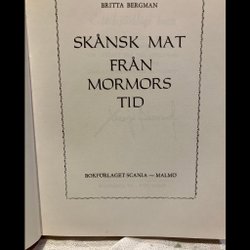 BRITTA BERGMAN
SKÅNSK MAT
FRÅN
MORMORS
TID
BOKFÖRLAGET SCANIA — MALMÖ